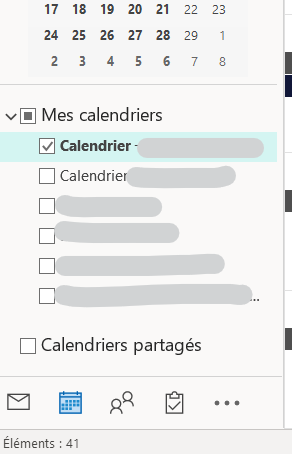 17 18 19 20 21 22 23
24 25 26 27 28 29 1
2 3 4 5 6 7 8
Mes calendriers
Calendrier -
Calendrier
...
Calendriers partagés
Éléments : 41